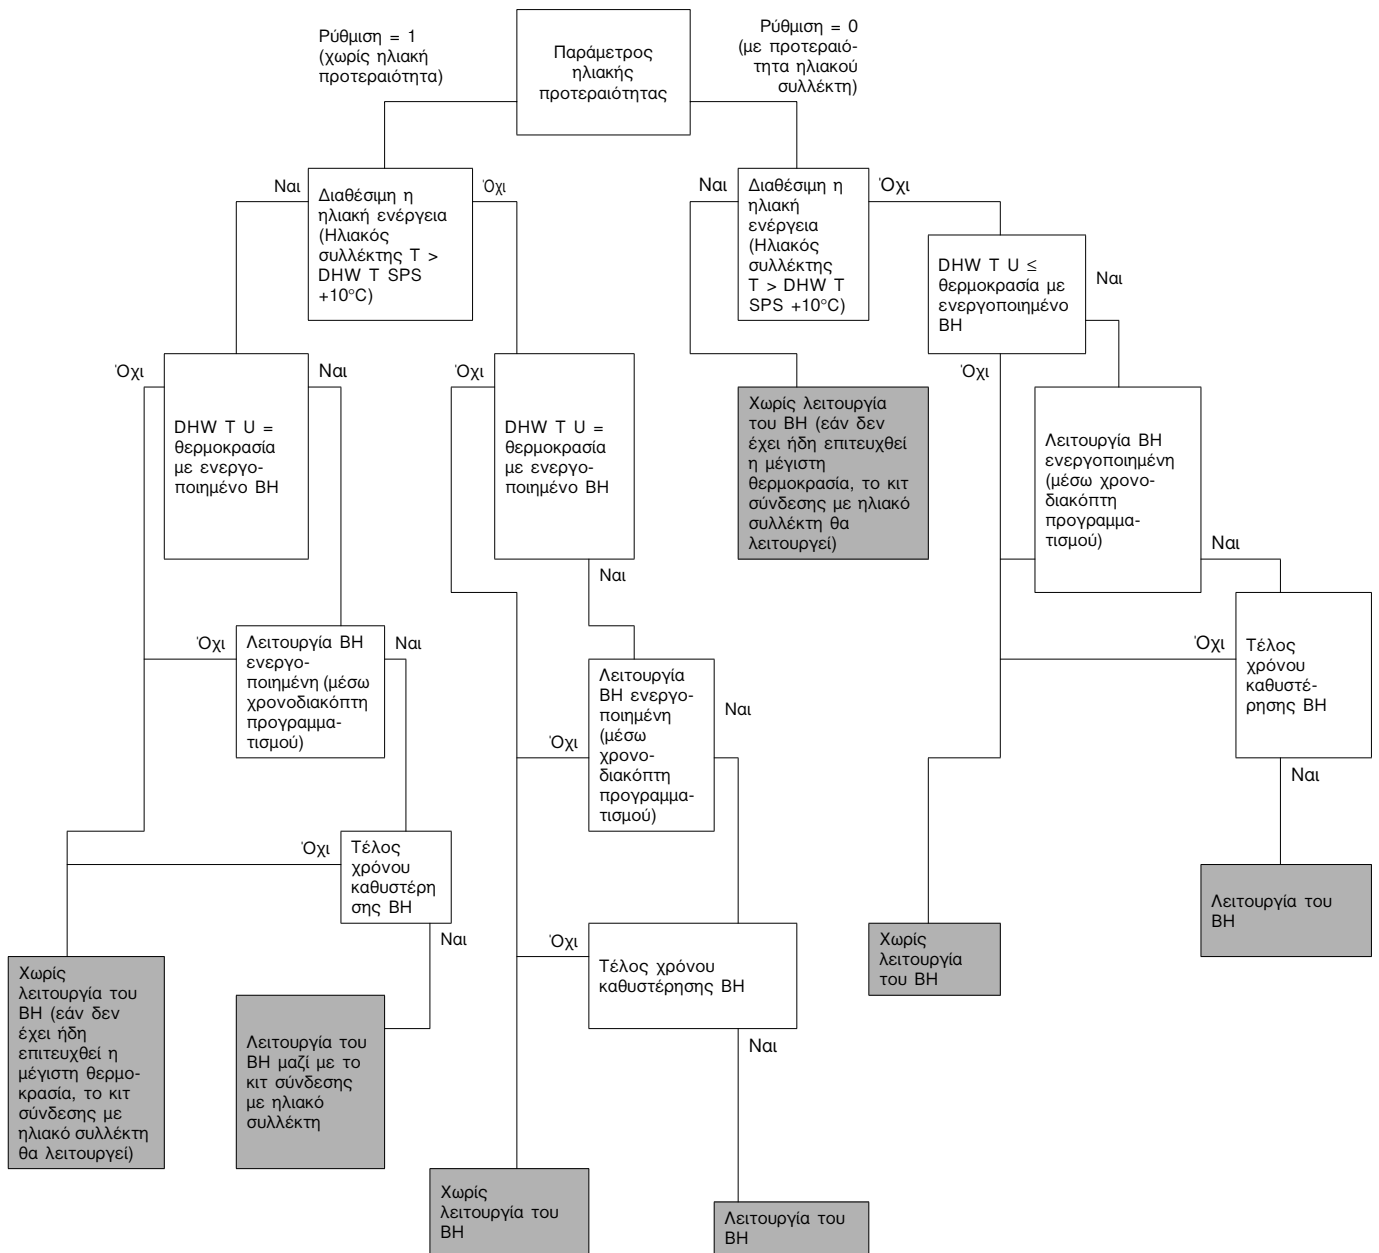 Ρύθμιση = 1
(χωρίς ηλιακή
προτεραιότητα)
Παράμετρος
ηλιακής
προτεραιότητας
Ρύθμιση = 0
(με προτεραιό-
τητα ηλιακού
συλλέκτη)
Ναι
Διαθέσιμη η
ηλιακή ενέργεια
(Ηλιακός
συλλέκτης T >
DHW T SPS
+10°C)
Όχι
Ναι
Διαθέσιμη η
ηλιακή
ενέργεια
(Ηλιακός
συλλέκτης
T > DHW T
SPS +10°C)
Όχι
DHW T U ≤
θερμοκρασία με
ενεργοποιημένο
BH
Ναι
Όχι
Όχι
DHW T U =
θερμοκρασία
με ενεργο-
ποιημένο BH
Ναι
Όχι
DHW T U =
θερμοκρασία
με ενεργο-
ποιημένο BH
Ναι
Χωρίς λειτουργία
του BH (εάν δεν
έχει ήδη επιτευχθεί
η μέγιστη
θερμοκρασία, το κιτ
σύνδεσης με ηλιακό
συλλέκτη θα
λειτουργεί)
Λειτουργία BH
ενεργοποιημένη
(μέσω χρονο-
διακόπτη
προγραμμα-
τισμού)
Ναι
Όχι
Λειτουργία BH
ενεργο-
ποιημένη (μέσω
χρονοδιακόπτη
προγραμμα-
τισμού)
Ναι
Όχι
Λειτουργία
BH ενεργο-
ποιημένη
(μέσω
χρονο-
διακόπτη
προγραμμα-
τισμού)
Ναι
Όχι
Τέλος
χρόνου
καθυστέ-
ρησης BH
Ναι
Όχι
Τέλος
χρόνου
καθυστέρη
σης BH
Ναι
Όχι
Τέλος χρόνου
καθυστέρησης BH
Ναι
Χωρίς
λειτουργία
του BH
Λειτουργία του
BH
Χωρίς
λειτουργία του
BH (εάν δεν
έχει ήδη
επιτευχθεί η
μέγιστη θερμο-
κρασία, το κιτ
σύνδεσης με
ηλιακό συλλέκτη
θα λειτουργεί)
Λειτουργία του
BH μαζί με το
κιτ σύνδεσης
με ηλιακό
συλλέκτη
Χωρίς
λειτουργία του
BH
Λειτουργία του
BH